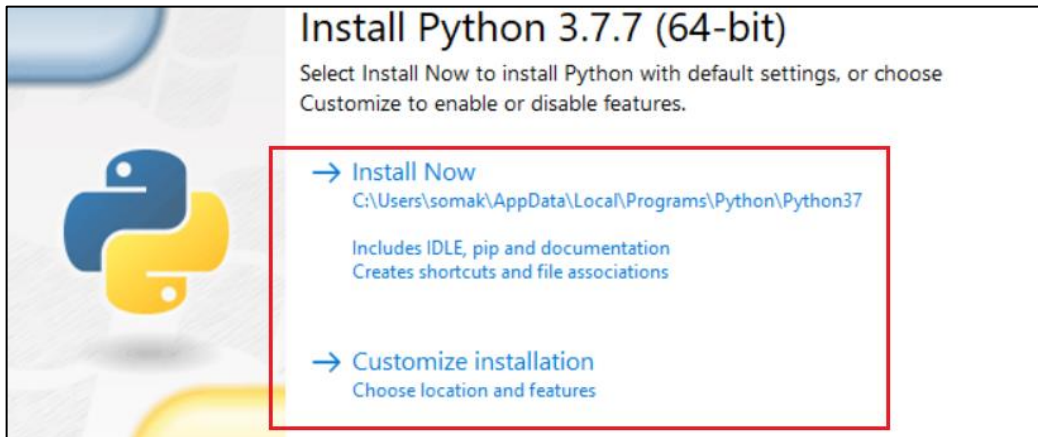 Install Python 3.7.7 (64-bit)
Select Install Now to install Python with default settings, or choose
Customize to enable or disable features.
Install Now
C:\Users\somak\AppData\Local\Programs\Python\Python37
Includes IDLE, pip and documentation
Creates shortcuts and file associations
Customize installation
Choose location and features